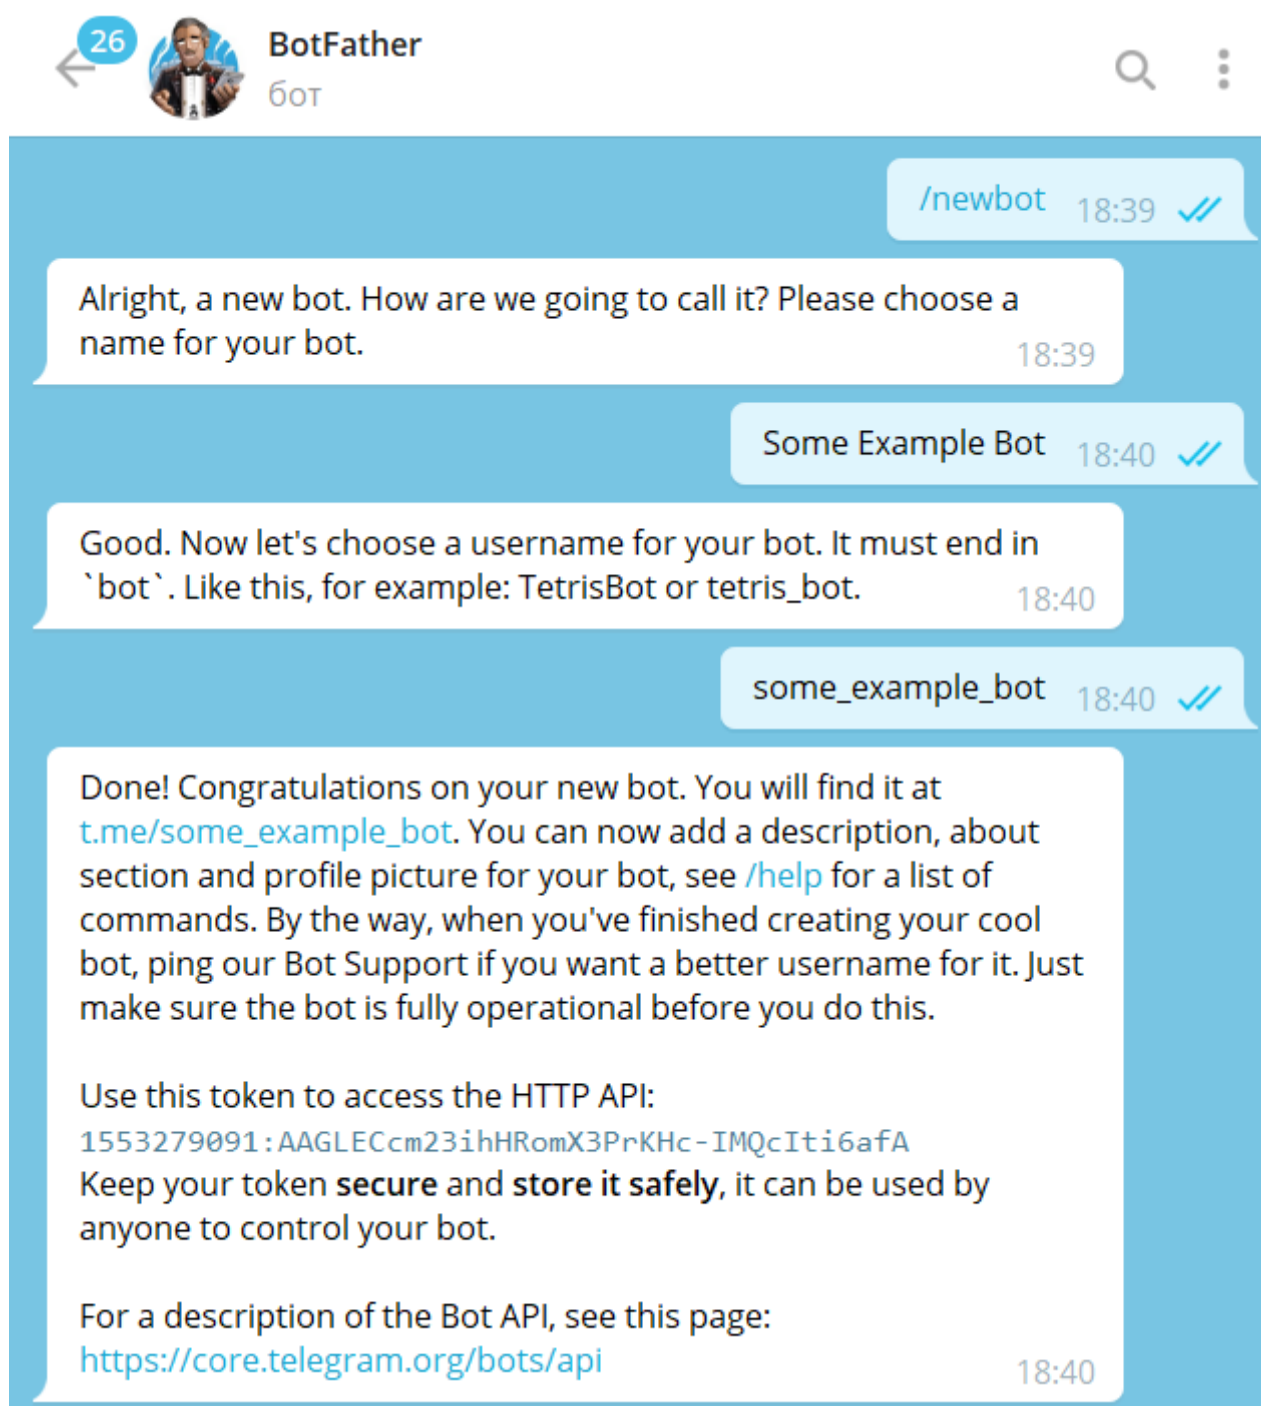 26
BotFather
бот
/newbot 18:39
Alright, a new bot. How are we going to call it? Please choose a
name for your bot.
18:39
Some Example Bot 18:40
Good. Now let's choose a username for your bot. It must end in
`bot`. Like this, for example: TetrisBot or tetris_bot.
18:40
some_example_bot 18:40
Done! Congratulations on your new bot. You will find it at
t.me/some_example_bot. You can now add a description, about
section and profile picture for your bot, see /help for a list of
commands. By the way, when you've finished creating your cool
bot, ping our Bot Support if you want a better username for it. Just
make sure the bot is fully operational before you do this.
Use this token to access the HTTP API:
1553279091:AAGLECcm23ihHRomX3PrKHc-IMQcIti6afA
Keep your token secure and store it safely, it can be used by
anyone to control your bot.
For a description of the Bot API, see this page:
https://core.telegram.org/bots/api
18:40